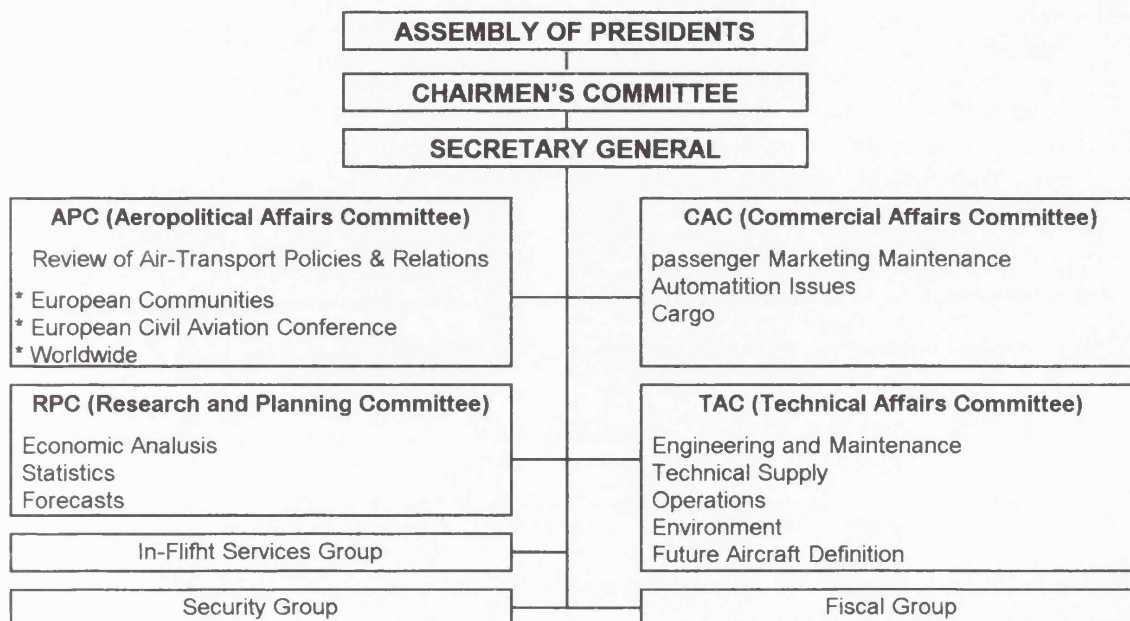 ASSEMBLY OF PRESIDENTS
CHAIRMEN'S COMMITTEE
SECRETARY GENERAL
APC (Aeropolitical Affairs Committee)
Review of Air-Transport Policies & Relations
* European Communities
* European Civil Aviation Conference
* Worldwide
CAC (Commercial Affairs Committee)
passenger Marketing Maintenance
Automatition Issues
Cargo
RPC (Research and Planning Committee)
Economic Analusis
Statistics
Forecasts
TAC (Technical Affairs Committee)
Engineering and Maintenance
Technical Supply
Operations
Environment
Future Aircraft Definition
In-Flifht Services Group
Security Group
Fiscal Group